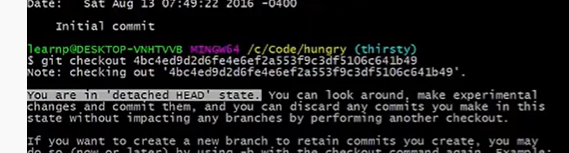 Date:   Sat Aug 13 07:49:22 2016 -0400
Initial commit
learnp@DESKTOP-VNHTVVB MINGW64 /c/Code/hungry (thirsty)
$ git checkout 4bc4ed9d2d6fe4e6ef2a553f9c3df5106c641b49
Note: checking out '4bc4ed9d2d6fe4e6ef2a553f9c3df5106c641b49'.
You are in 'detached HEAD' state. You can look around, make experimental
changes and commit them, and you can discard any commits you make in this
state without impacting any branches by performing another checkout.
If you want to create a new branch to retain commits you create, you may
do so (now or later) by using -b with the checkout command again. Example: